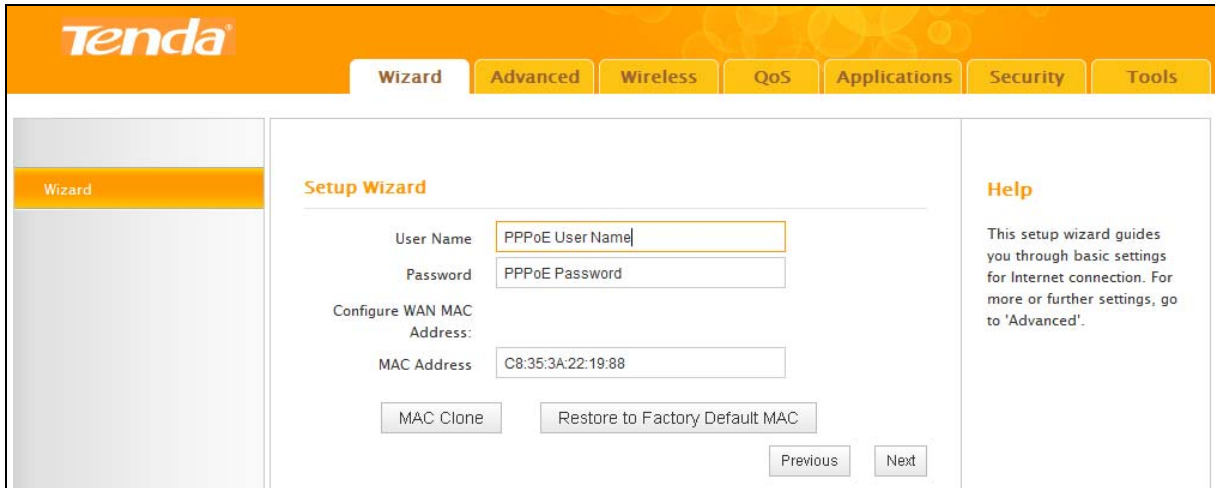 Tenda
Wizard Advanced Wireless QoS Applications Security Tools
Wizard
Setup Wizard
User Name PPPoE User Name
Password PPPoE Password
Configure WAN MAC
Address:
MAC Address C8:35:3A:22:19:88
MAC Clone Restore to Factory Default MAC
Previous Next
Help
This setup wizard guides
you through basic settings
for Internet connection. For
more or further settings, go
to 'Advanced'.